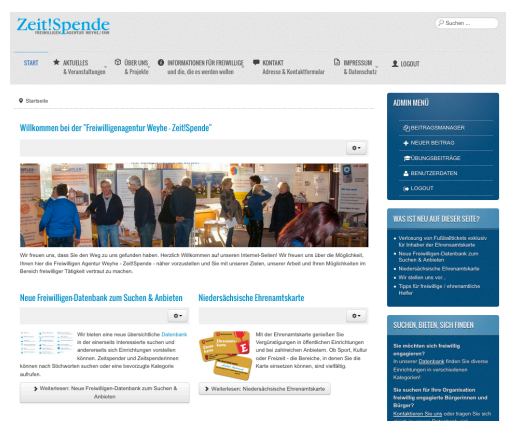 Zeit!Spende
FREIWILLIGEN-AGENTUR WEYHE/KHN
Suchen ...
START
AKTUELLES
& Veranstaltungen
ÜBER UNS
& Projekte
INFORMATIONEN FÜR FREIWILLIGE
und die, die es werden wollen
KONTAKT
Adresse & Kontaktformular
IMPRESSUM
& Datenschutz
LOGOUT
Startseite
Willkommen bei der "Freiwilligenagentur Weyhe - Zeit!Spende"
Wir freuen uns, dass Sie den Weg zu uns gefunden haben. Herzlich Willkommen auf unseren Internet-Seiten! Wir freuen uns über die Möglichkeit,
Ihnen hier die Freiwilligen Agentur Weyhe - Zeit!Spende - näher vorzustellen und Sie mit unseren Zielen, unserer Arbeit und Ihren Möglichkeiten im
Bereich freiwilliger Tätigkeit vertraut zu machen.
Neue Freiwilligen-Datenbank zum Suchen & Anbieten
Wir bieten eine neue übersichtliche Datenbank
in der einerseits Interessierte suchen und
andererseits sich Einrichtungen vorstellen
können. Zeitspender und Zeitspenderinnen
können nach Stichwörten suchen oder eine bevorzugte Kategorie
aufrufen.
Weiterlesen: Neue Freiwilligen-Datenbank zum Suchen &
Anbieten
Niedersächsische Ehrenamtskarte
Mit der Ehrenamtskarte genießen Sie
Vergünstigungen in öffentlichen Einrichtungen
und bei zahlreichen Anbietern. Ob Sport, Kultur
oder Freizeit - die Bereiche, in denen Sie die
Karte einsetzen können, sind vielfältig.
Weiterlesen: Niedersächsische Ehrenamtskarte
ADMIN MENÜ
BEITRAGSMANAGER
NEUER BEITRAG
ÜBUNGSBEITRÄGE
BENUTZERDATEN
LOGOUT
WAS IST NEU AUF DIESER SEITE?
Verlosung von Fußballtickets exklusiv
für Inhaber der Ehrenamtskarte
Neue Freiwilligen-Datenbank zum
Suchen & Anbieten
Niedersächsische Ehrenamtskarte
Wir stellen uns vor...
Tipps für freiwillige / ehrenamtliche
Helfer
SUCHEN, BIETEN, SICH FINDEN
Sie möchten sich freiwillig
engagieren?
In unserer Datenbank finden Sie diverse
Einrichtungen in verschiedenen
Kategorien!
Sie suchen für Ihre Organisation
freiwillig engagierte Bürgerinnen und
Bürger?
Kontaktieren Sie uns oder tragen Sie sich